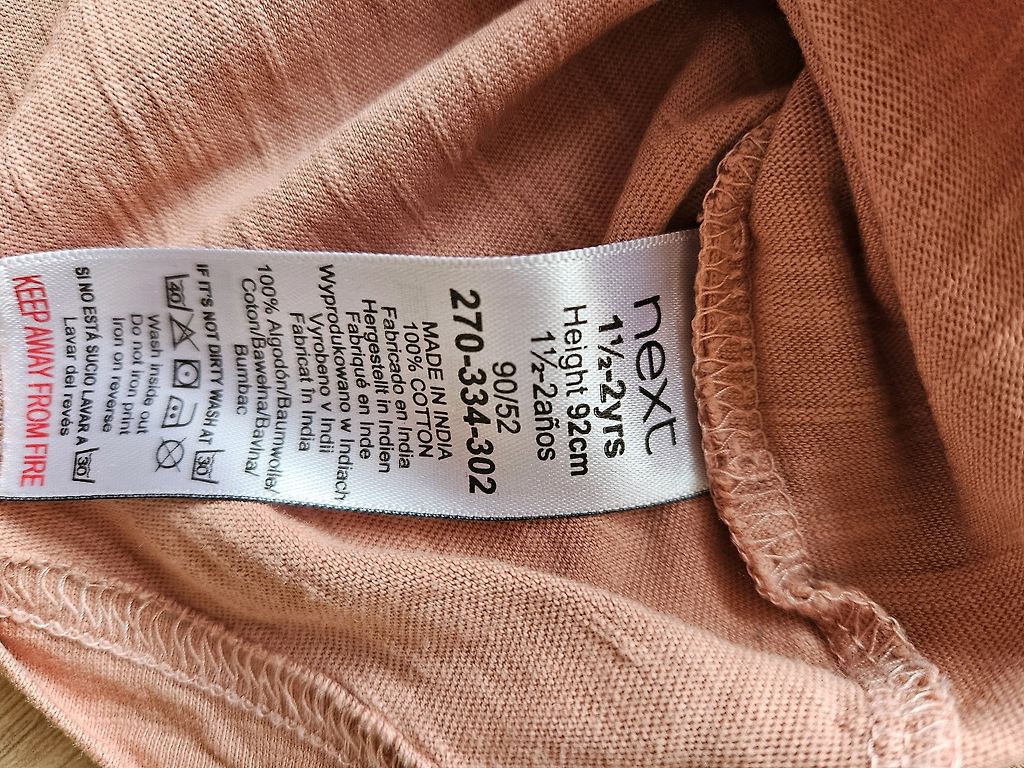 next
1½-2yrs
Height 92cm
1½-2años
90/52
270-334-302
MADE IN INDIA
100% COTTON
Fabricado en India
Hergestellt in Indien
Fabriqué en Inde
Wyprodukowano w Indiach
Vyrobeno v Indii
Fabricat în India
100% Algodón/Baumwolle/
Coton/Bawełna/Bavlna/
Bumbac
IF IT'S NOT DIRTY WASH AT 30
40
Wash inside out
Do not iron print
Iron on reverse
SI NO ESTÁ SUCIO LAVAR A 30
Lavar del revés
KEEP AWAY FROM FIRE